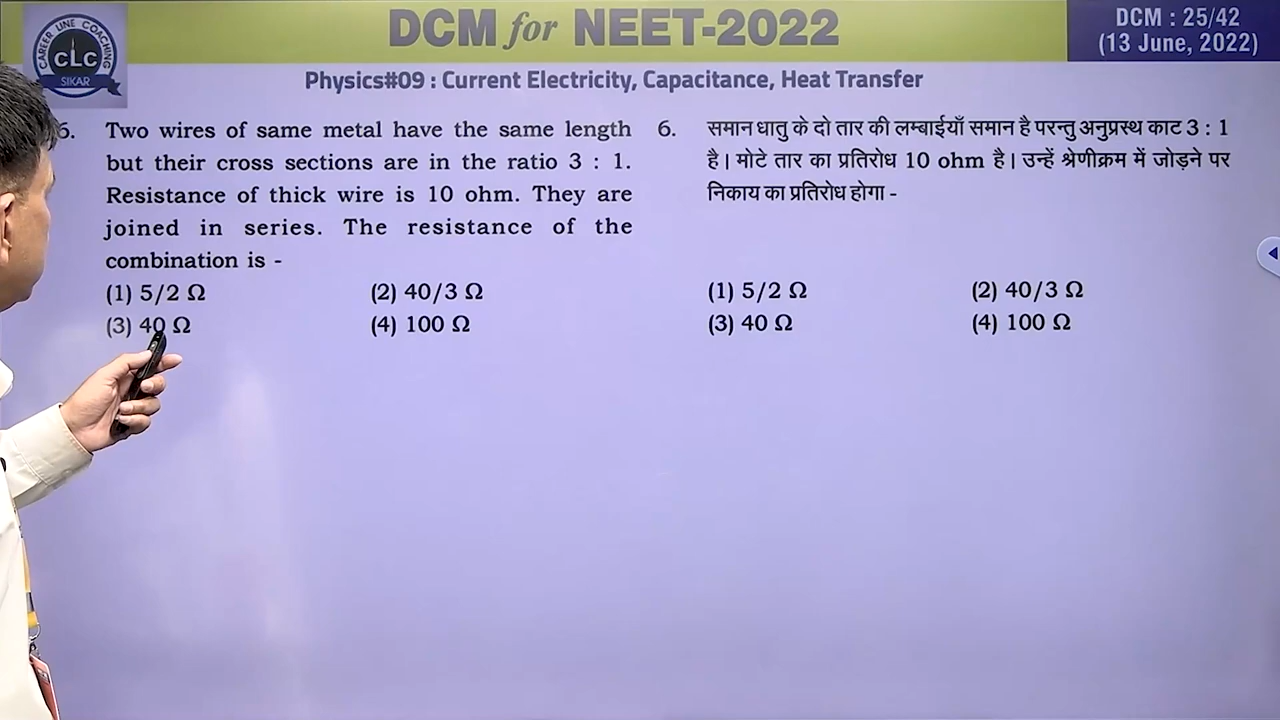 DCM for NEET-2022
DCM : 25/42
(13 June, 2022)
CAREER LINE COACHING
CLC
SIKAR
Physics#09 : Current Electricity, Capacitance, Heat Transfer
6. Two wires of same metal have the same length
but their cross sections are in the ratio 3 : 1.
Resistance of thick wire is 10 ohm. They are
joined in series. The resistance of the
combination is -
(1) 5/2 Ω (2) 40/3 Ω
(3) 40 Ω (4) 100 Ω
6. समान धातु के दो तार की लम्बाईयाँ समान है परन्तु अनुप्रस्थ काट 3 : 1
है। मोटे तार का प्रतिरोध 10 ohm है। उन्हें श्रेणीक्रम में जोड़ने पर
निकाय का प्रतिरोध होगा -
(1) 5/2 Ω (2) 40/3 Ω
(3) 40 Ω (4) 100 Ω